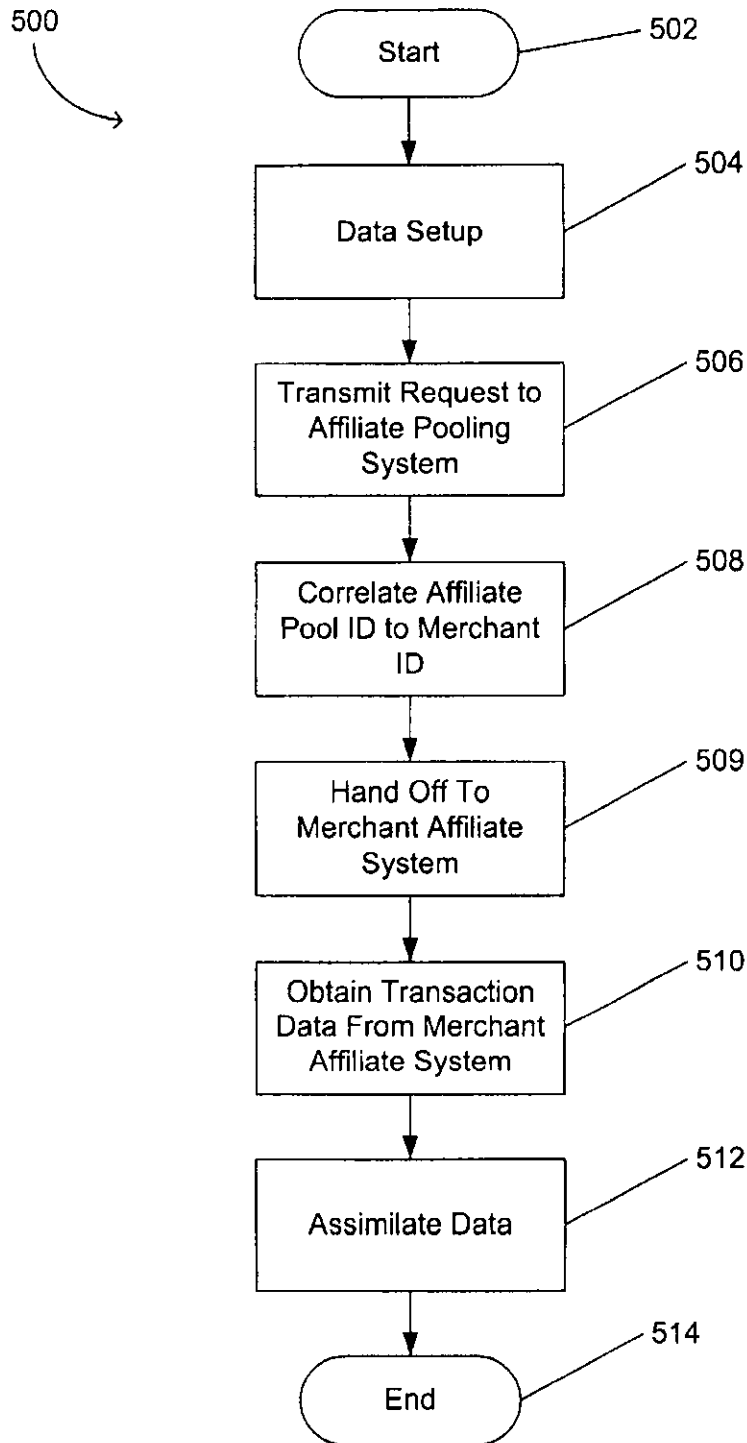 500
Start
502
Data Setup
504
Transmit Request to
Affiliate Pooling
System
506
Correlate Affiliate
Pool ID to Merchant
ID
508
Hand Off To
Merchant Affiliate
System
509
Obtain Transaction
Data From Merchant
Affiliate System
510
Assimilate Data
512
End
514